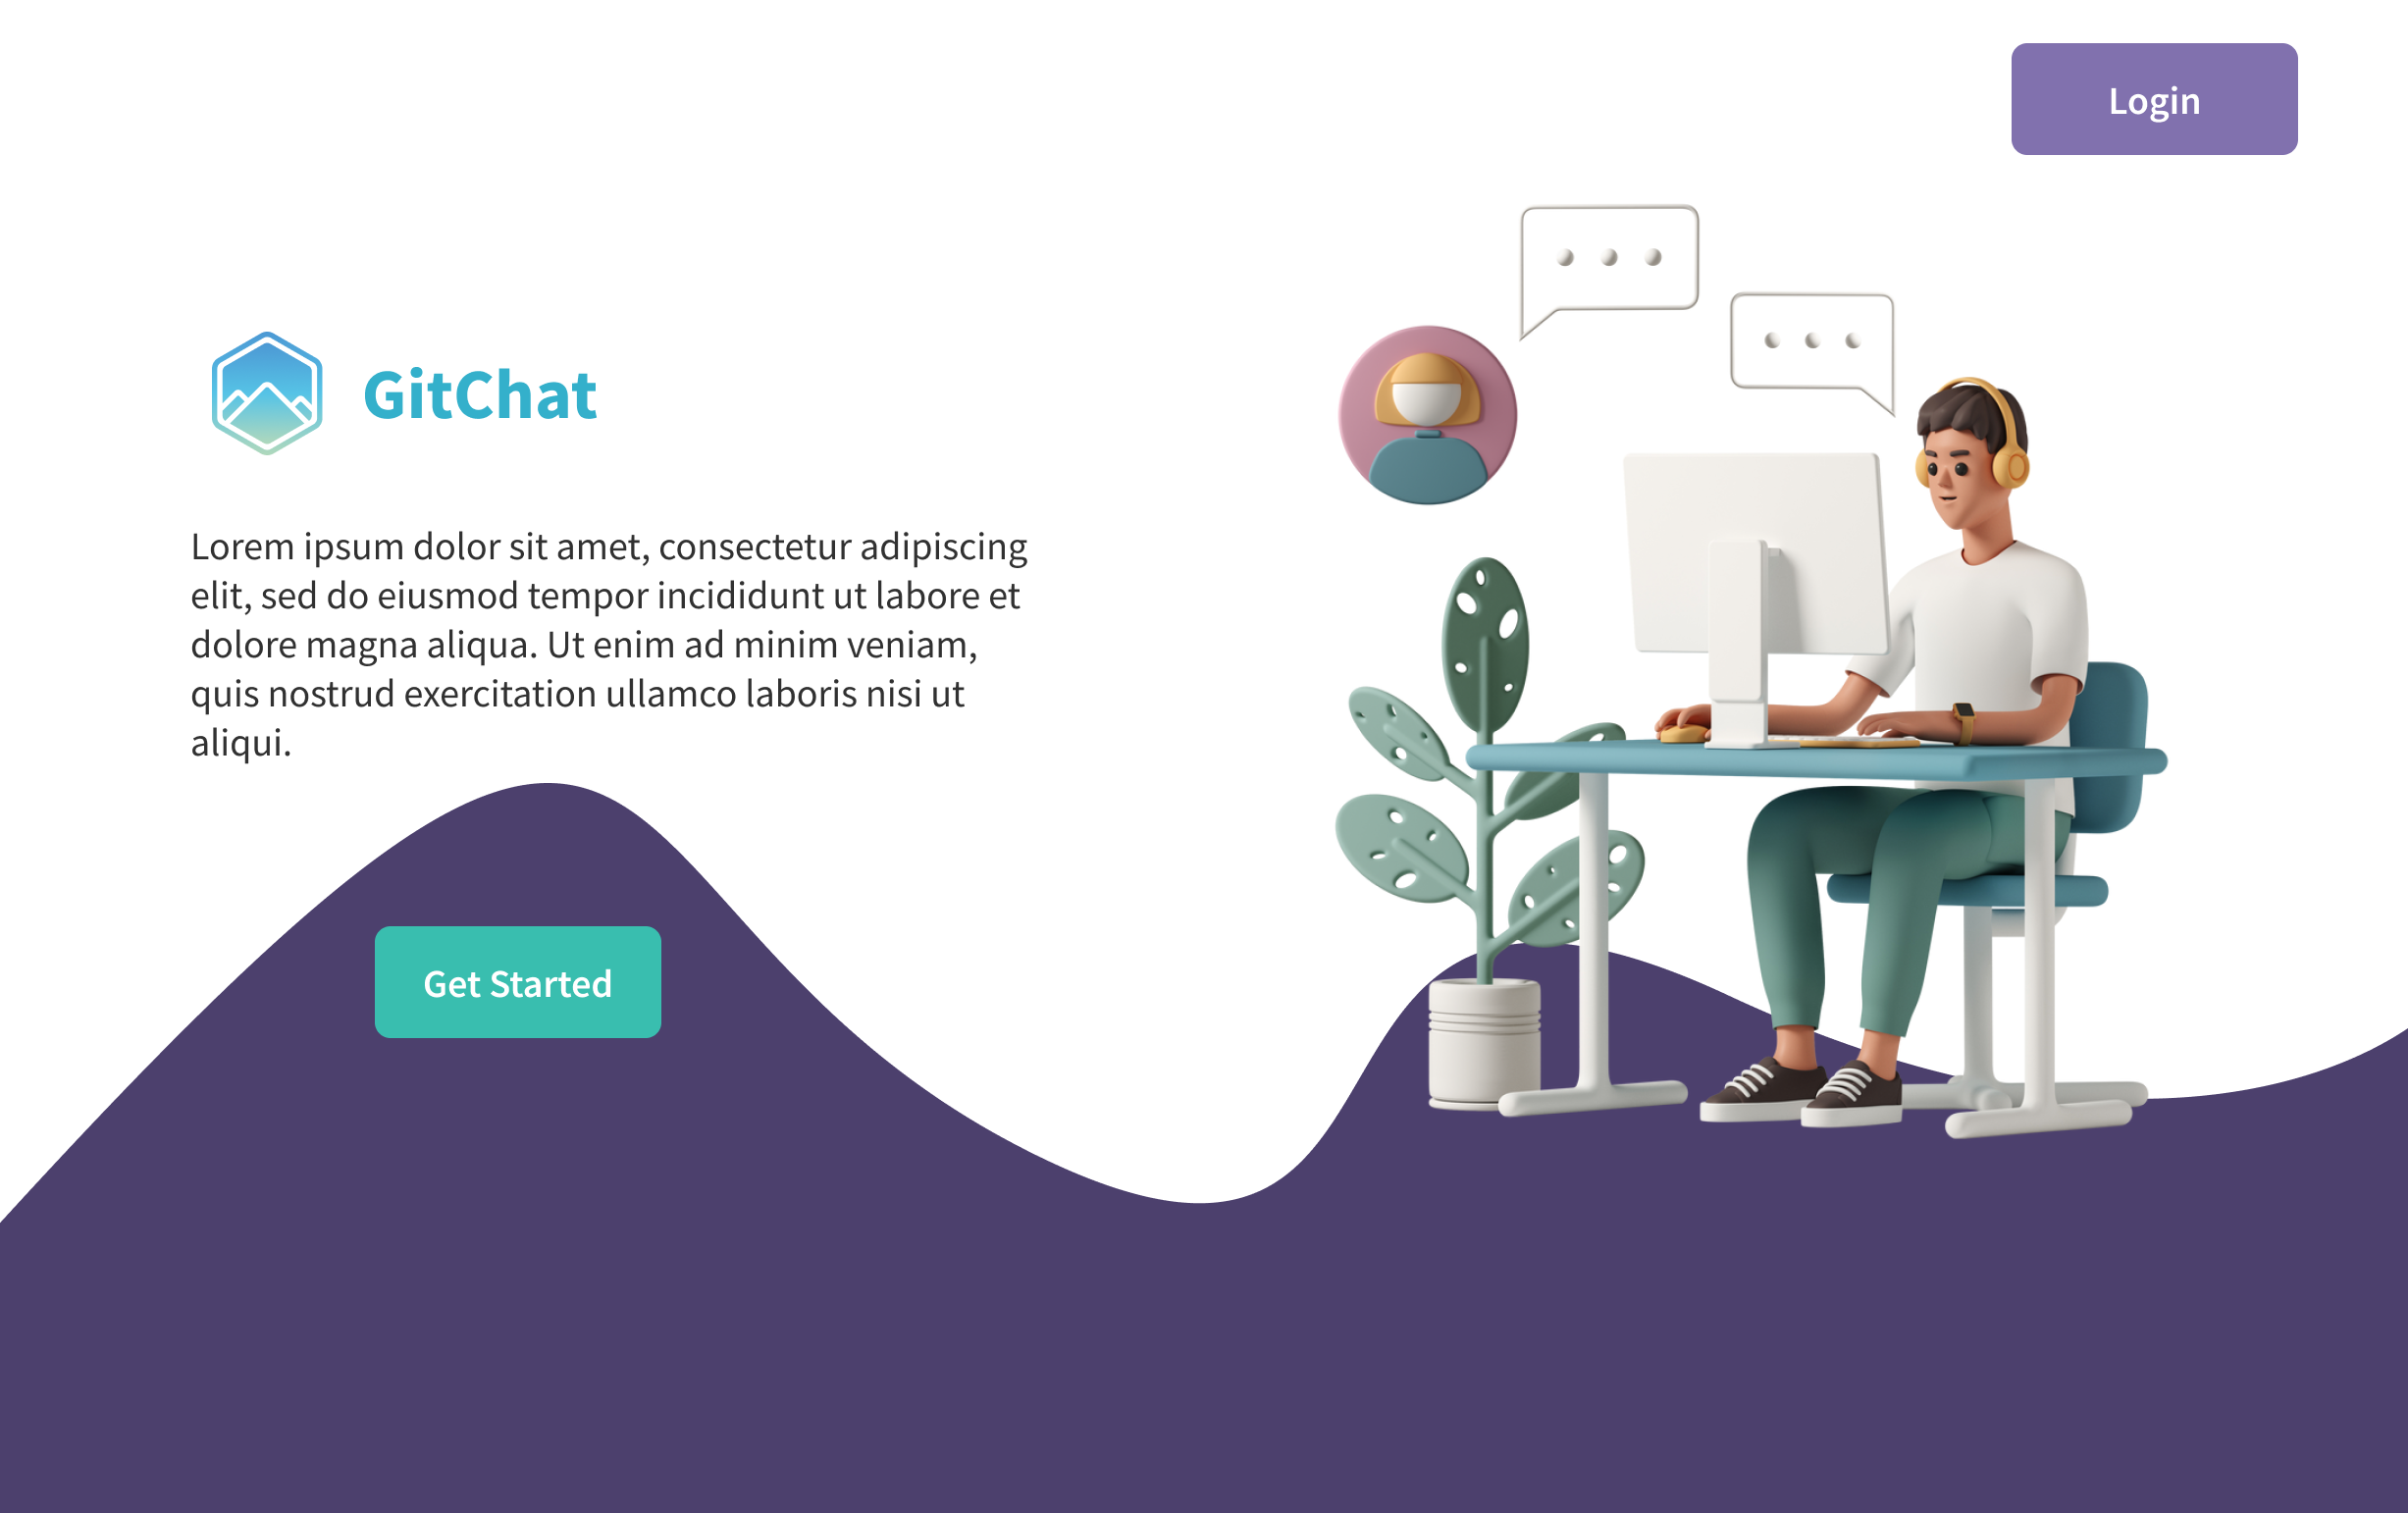 Login
GitChat
Lorem ipsum dolor sit amet, consectetur adipiscing
elit, sed do eiusmod tempor incididunt ut labore et
dolore magna aliqua. Ut enim ad minim veniam,
quis nostrud exercitation ullamco laboris nisi ut
aliqui.
Get Started